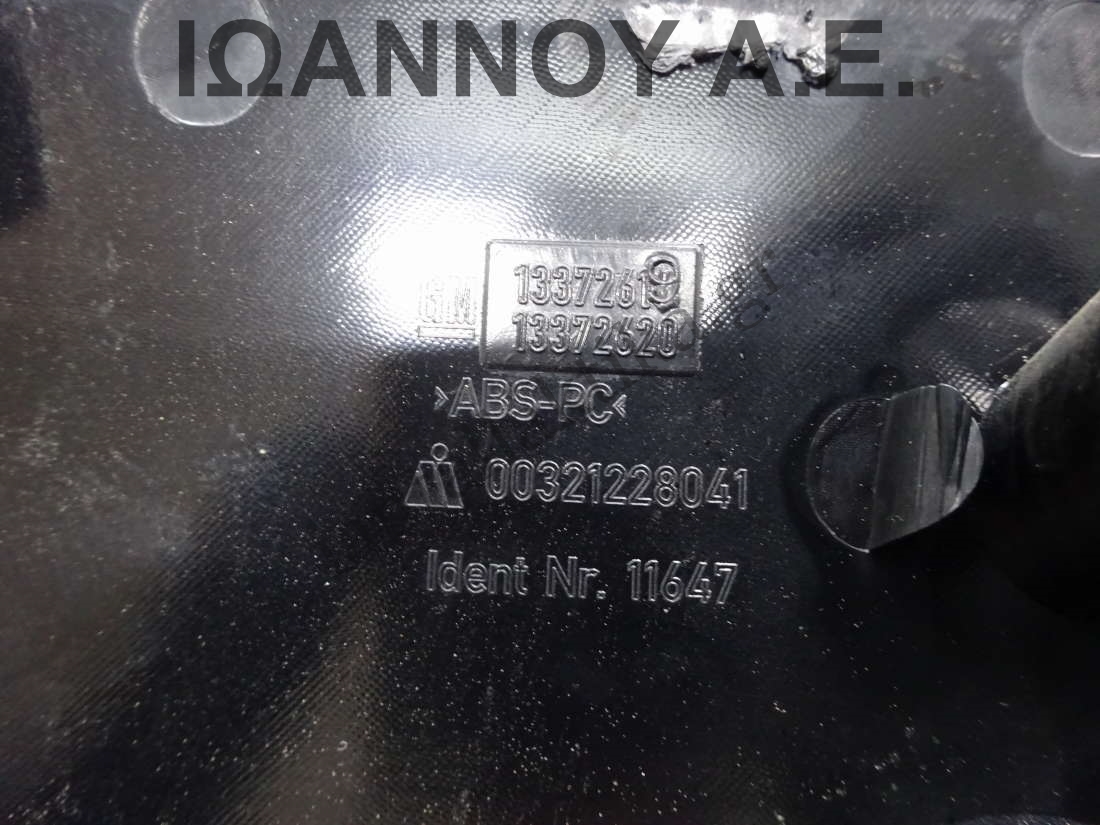 ΙΩΑΝΝΟΥ Α.Ε.
GM 13372619
13372620
>ABS-PC<
00321228041
Ident Nr. 11647